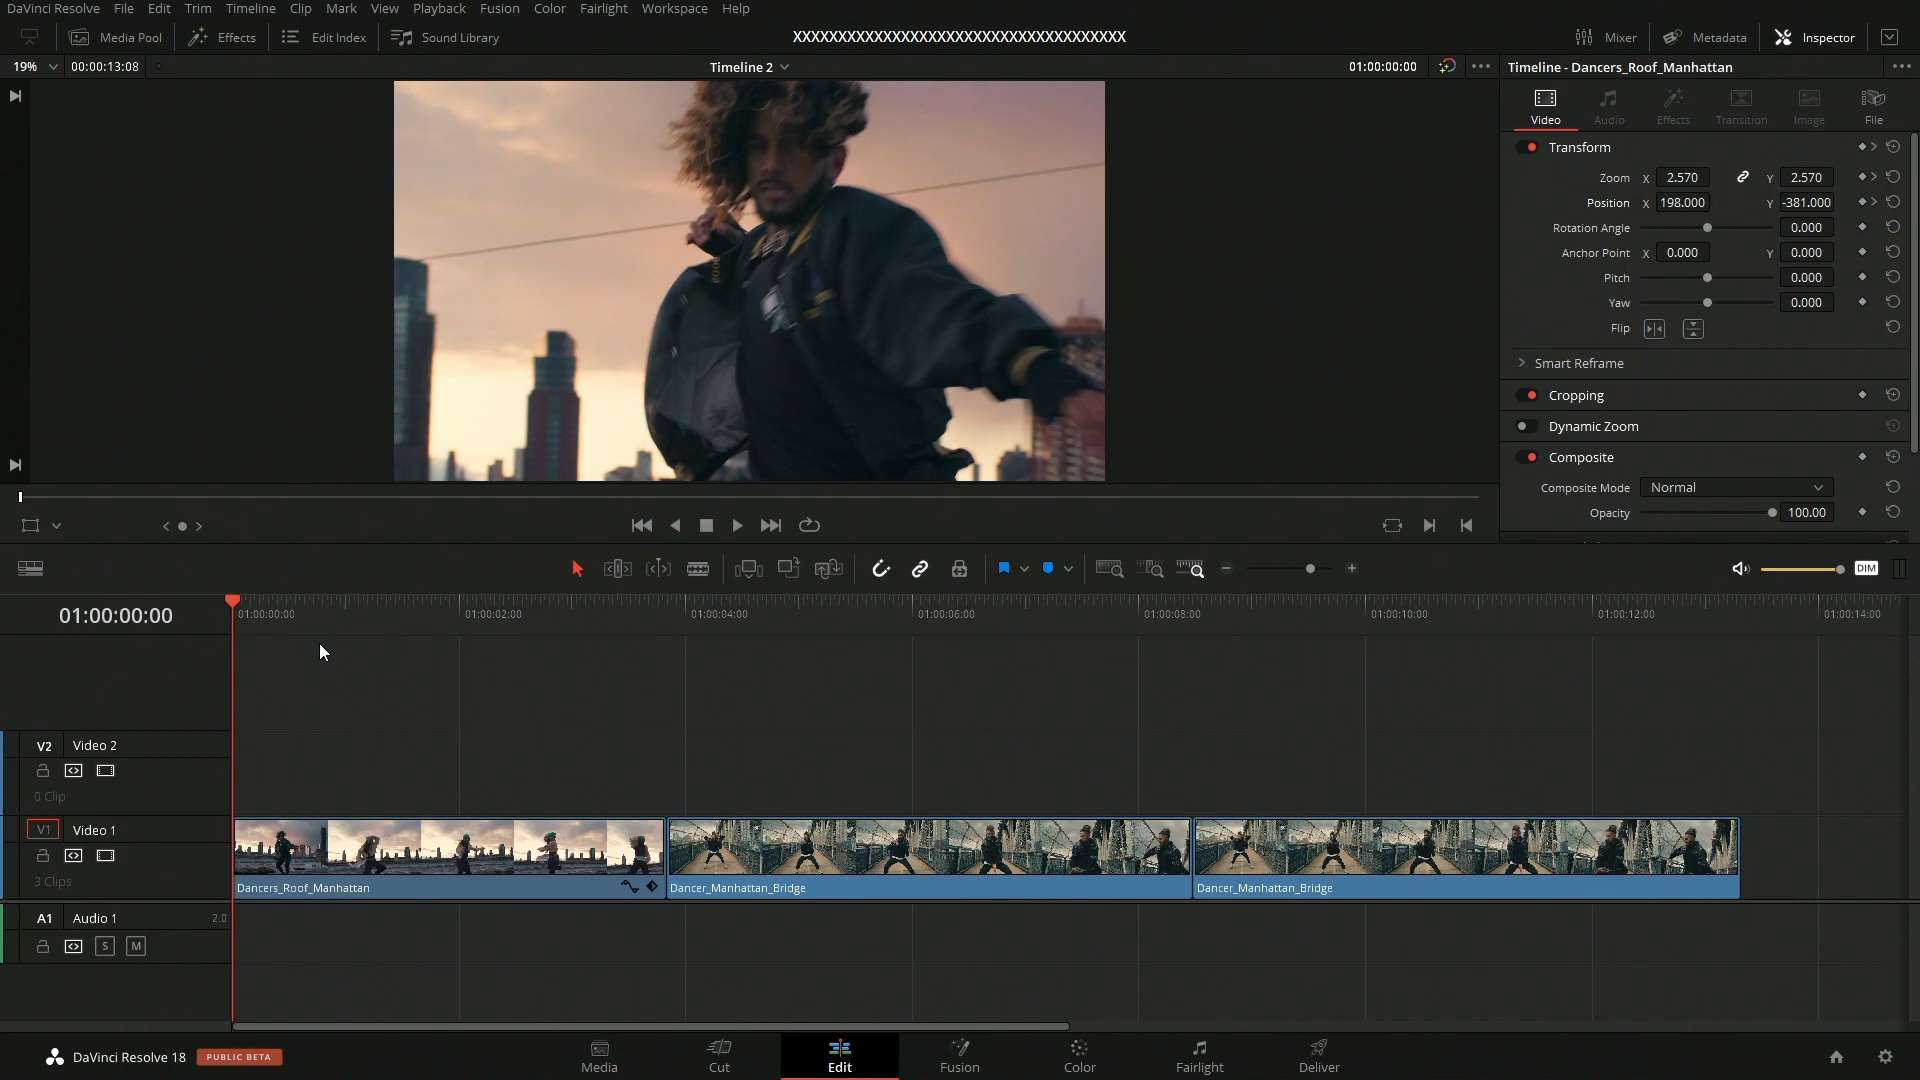 DaVinci Resolve File Edit Trim Timeline Clip Mark View Playback Fusion Color Fairlight Workspace Help
Media Pool Effects Edit Index Sound Library XXXXXXXXXXXXXXXXXXXXXXXXXXXXXXXXXXXXX Mixer Metadata Inspector
19% 00:00:13:08 Timeline 2 01:00:00:00 Timeline - Dancers_Roof_Manhattan
Video Audio Effects Transition Image File
Transform
Zoom X 2.570 Y 2.570
Position X 198.000 Y -381.000
Rotation Angle 0.000
Anchor Point X 0.000 Y 0.000
Pitch 0.000
Yaw 0.000
Flip
Smart Reframe
Cropping
Dynamic Zoom
Composite
Composite Mode Normal
Opacity 100.00
DIM
01:00:00:00 01:00:00:00 01:00:02:00 01:00:04:00 01:00:06:00 01:00:08:00 01:00:10:00 01:00:12:00 01:00:14:00
V2 Video 2
0 Clip
V1 Video 1
3 Clips
Dancers_Roof_Manhattan Dancer_Manhattan_Bridge Dancer_Manhattan_Bridge
A1 Audio 1 2.0
S M
DaVinci Resolve 18 PUBLIC BETA
Media Cut Edit Fusion Color Fairlight Deliver